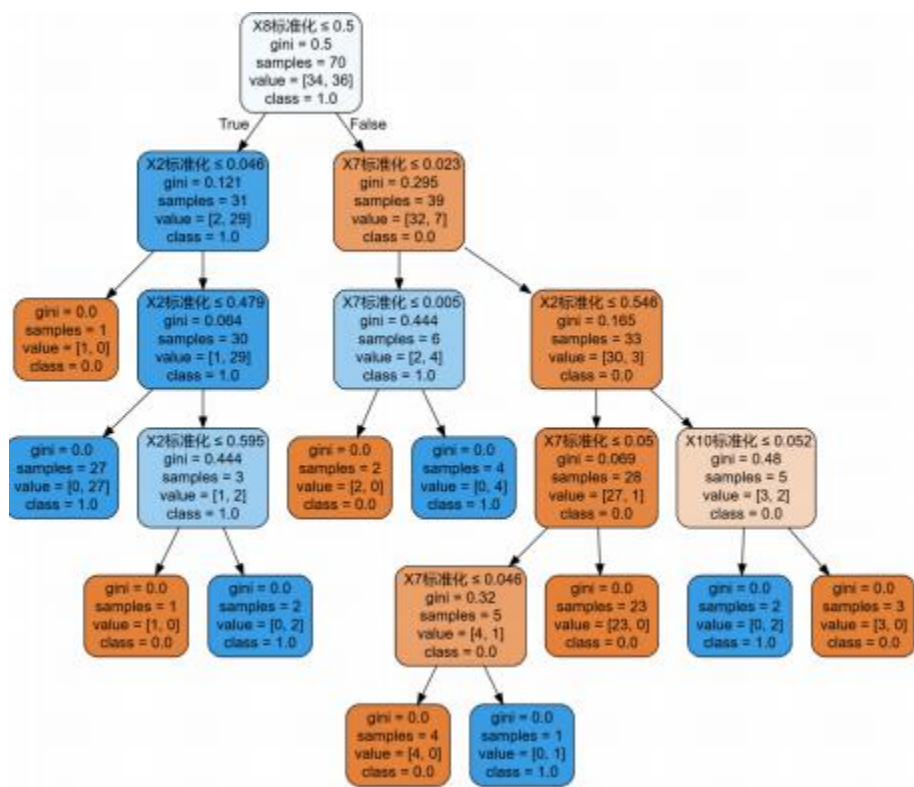 X8标准化 ≤ 0.5
gini = 0.5
samples = 70
value = [34, 36]
class = 1.0
True
False
X2标准化 ≤ 0.046
gini = 0.121
samples = 31
value = [2, 29]
class = 1.0
X7标准化 ≤ 0.023
gini = 0.295
samples = 39
value = [32, 7]
class = 0.0
gini = 0.0
samples = 1
value = [1, 0]
class = 0.0
X2标准化 ≤ 0.479
gini = 0.064
samples = 30
value = [1, 29]
class = 1.0
X7标准化 ≤ 0.005
gini = 0.444
samples = 6
value = [2, 4]
class = 1.0
X2标准化 ≤ 0.546
gini = 0.165
samples = 33
value = [30, 3]
class = 0.0
gini = 0.0
samples = 27
value = [0, 27]
class = 1.0
X2标准化 ≤ 0.595
gini = 0.444
samples = 3
value = [1, 2]
class = 1.0
gini = 0.0
samples = 2
value = [2, 0]
class = 0.0
gini = 0.0
samples = 4
value = [0, 4]
class = 1.0
X7标准化 ≤ 0.05
gini = 0.069
samples = 28
value = [27, 1]
class = 0.0
X10标准化 ≤ 0.052
gini = 0.48
samples = 5
value = [3, 2]
class = 0.0
gini = 0.0
samples = 1
value = [1, 0]
class = 0.0
gini = 0.0
samples = 2
value = [0, 2]
class = 1.0
X7标准化 ≤ 0.046
gini = 0.32
samples = 5
value = [4, 1]
class = 0.0
gini = 0.0
samples = 23
value = [23, 0]
class = 0.0
gini = 0.0
samples = 2
value = [0, 2]
class = 1.0
gini = 0.0
samples = 3
value = [3, 0]
class = 0.0
gini = 0.0
samples = 4
value = [4, 0]
class = 0.0
gini = 0.0
samples = 1
value = [0, 1]
class = 1.0